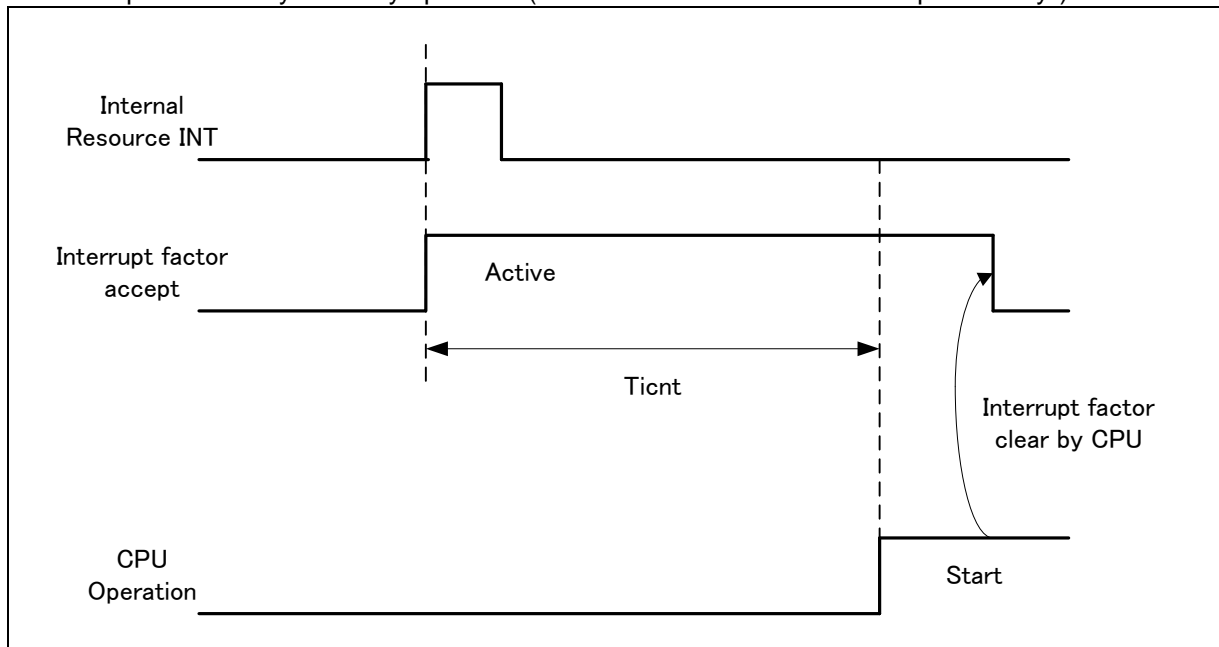 Internal
Resource INT
Interrupt factor
accept
Active
Ticnt
Interrupt factor
clear by CPU
CPU
Operation
Start